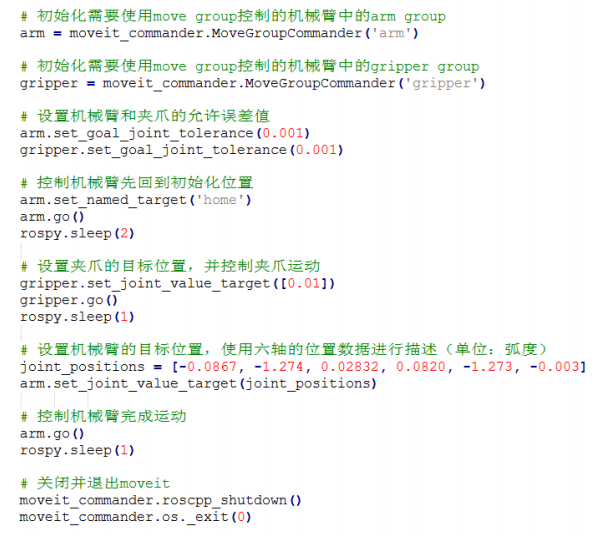 # 初始化需要使用move group控制的机械臂中的arm group
arm = moveit_commander.MoveGroupCommander('arm')
# 初始化需要使用move group控制的机械臂中的gripper group
gripper = moveit_commander.MoveGroupCommander('gripper')
# 设置机械臂和夹爪的允许误差值
arm.set_goal_joint_tolerance(0.001)
gripper.set_goal_joint_tolerance(0.001)
# 控制机械臂先回到初始化位置
arm.set_named_target('home')
arm.go()
rospy.sleep(2)
# 设置夹爪的目标位置，并控制夹爪运动
gripper.set_joint_value_target([0.01])
gripper.go()
rospy.sleep(1)
# 设置机械臂的目标位置，使用六轴的位置数据进行描述（单位：弧度）
joint_positions = [-0.0867, -1.274, 0.02832, 0.0820, -1.273, -0.003]
arm.set_joint_value_target(joint_positions)
# 控制机械臂完成运动
arm.go()
rospy.sleep(1)
# 关闭并退出moveit
moveit_commander.roscpp_shutdown()
moveit_commander.os._exit(0)